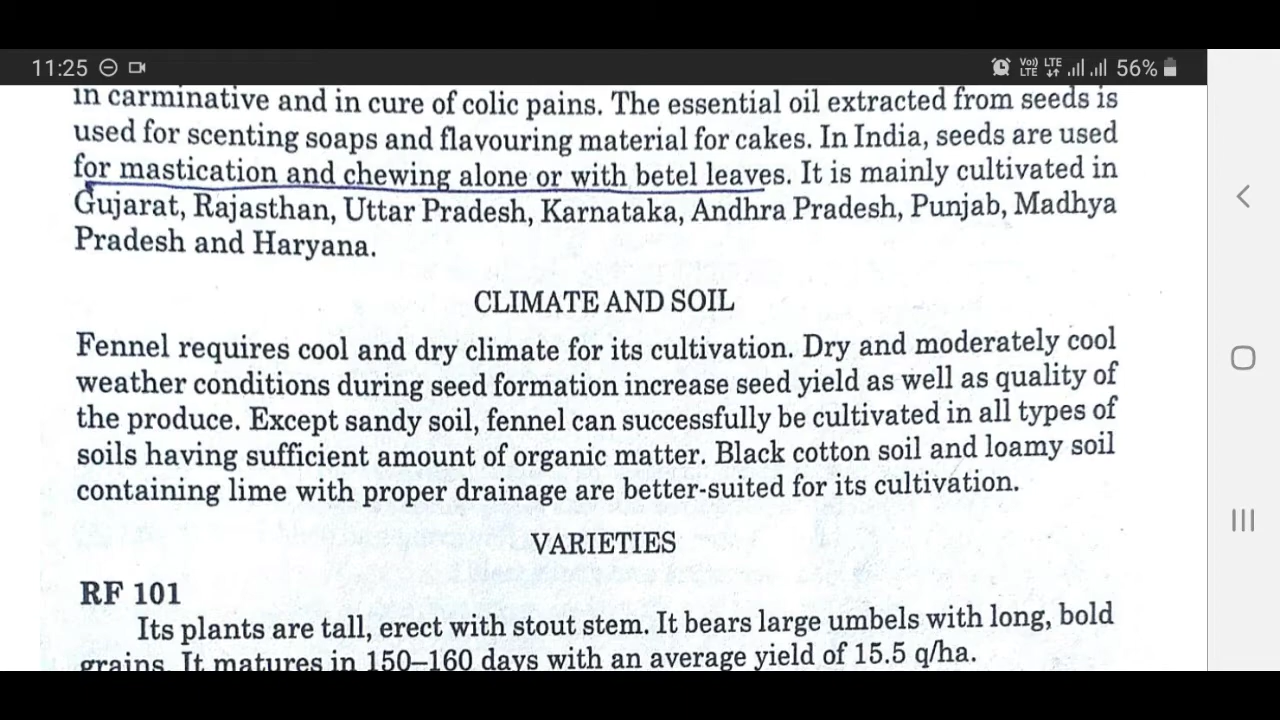 11:25 Vo) LTE LTE 56%
in carminative and in cure of colic pains. The essential oil extracted from seeds is
used for scenting soaps and flavouring material for cakes. In India, seeds are used
for mastication and chewing alone or with betel leaves. It is mainly cultivated in
Gujarat, Rajasthan, Uttar Pradesh, Karnataka, Andhra Pradesh, Punjab, Madhya
Pradesh and Haryana.
CLIMATE AND SOIL
Fennel requires cool and dry climate for its cultivation. Dry and moderately cool
weather conditions during seed formation increase seed yield as well as quality of
the produce. Except sandy soil, fennel can successfully be cultivated in all types of
soils having sufficient amount of organic matter. Black cotton soil and loamy soil
containing lime with proper drainage are better-suited for its cultivation.
VARIETIES
RF 101
Its plants are tall, erect with stout stem. It bears large umbels with long, bold
grains. It matures in 150–160 days with an average yield of 15.5 q/ha.